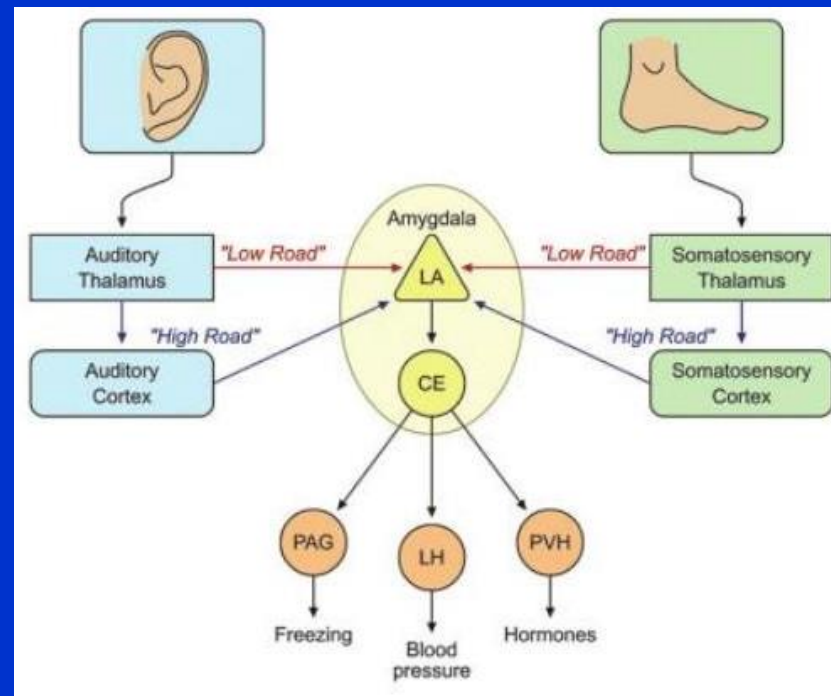 Amygdala
Auditory
Thalamus
"Low Road"
LA
"Low Road"
Somatosensory
Thalamus
"High Road"
"High Road"
Auditory
Cortex
CE
Somatosensory
Cortex
PAG
LH
PVH
Freezing
Blood
pressure
Hormones